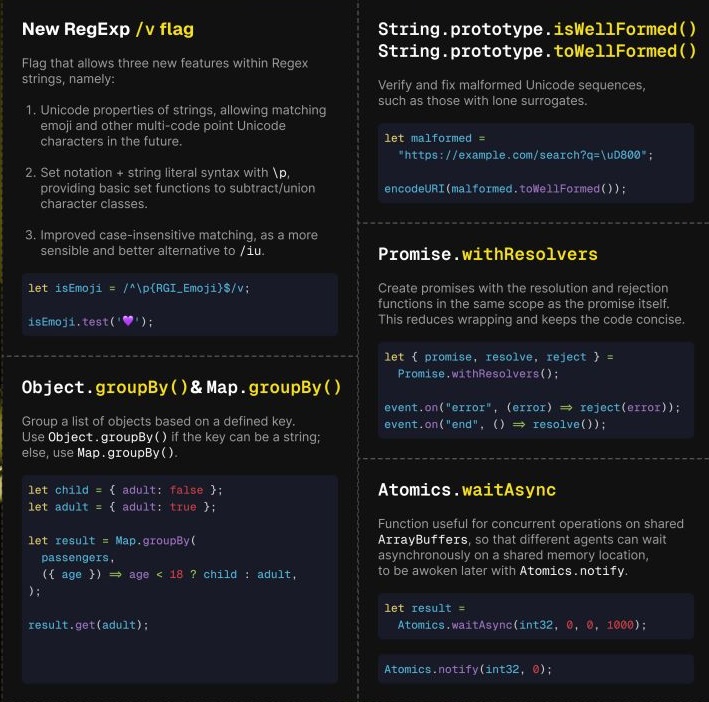 New RegExp /v flag
Flag that allows three new features within Regex
strings, namely:
1. Unicode properties of strings, allowing matching
emoji and other multi-code point Unicode
characters in the future.
2. Set notation + string literal syntax with \p,
providing basic set functions to subtract/union
character classes.
3. Improved case-insensitive matching, as a more
sensible and better alternative to /iu.
let isEmoji = /^\p{RGI_Emoji}$/v;
isEmoji.test('💜');
Object.groupBy()& Map.groupBy()
Group a list of objects based on a defined key.
Use Object.groupBy() if the key can be a string;
else, use Map.groupBy().
let child = { adult: false };
let adult = { adult: true };
let result = Map.groupBy(
passengers,
({ age }) => age < 18 ? child : adult,
);
result.get(adult);
String.prototype.isWellFormed()
String.prototype.toWellFormed()
Verify and fix malformed Unicode sequences,
such as those with lone surrogates.
let malformed =
"https://example.com/search?q=\uD800";
encodeURI(malformed.toWellFormed());
Promise.withResolvers
Create promises with the resolution and rejection
functions in the same scope as the promise itself.
This reduces wrapping and keeps the code concise.
let { promise, resolve, reject } =
Promise.withResolvers();
event.on("error", (error) => reject(error));
event.on("end", () => resolve());
Atomics.waitAsync
Function useful for concurrent operations on shared
ArrayBuffers, so that different agents can wait
asynchronously on a shared memory location,
to be awoken later with Atomics.notify.
let result =
Atomics.waitAsync(int32, 0, 0, 1000);
Atomics.notify(int32, 0);